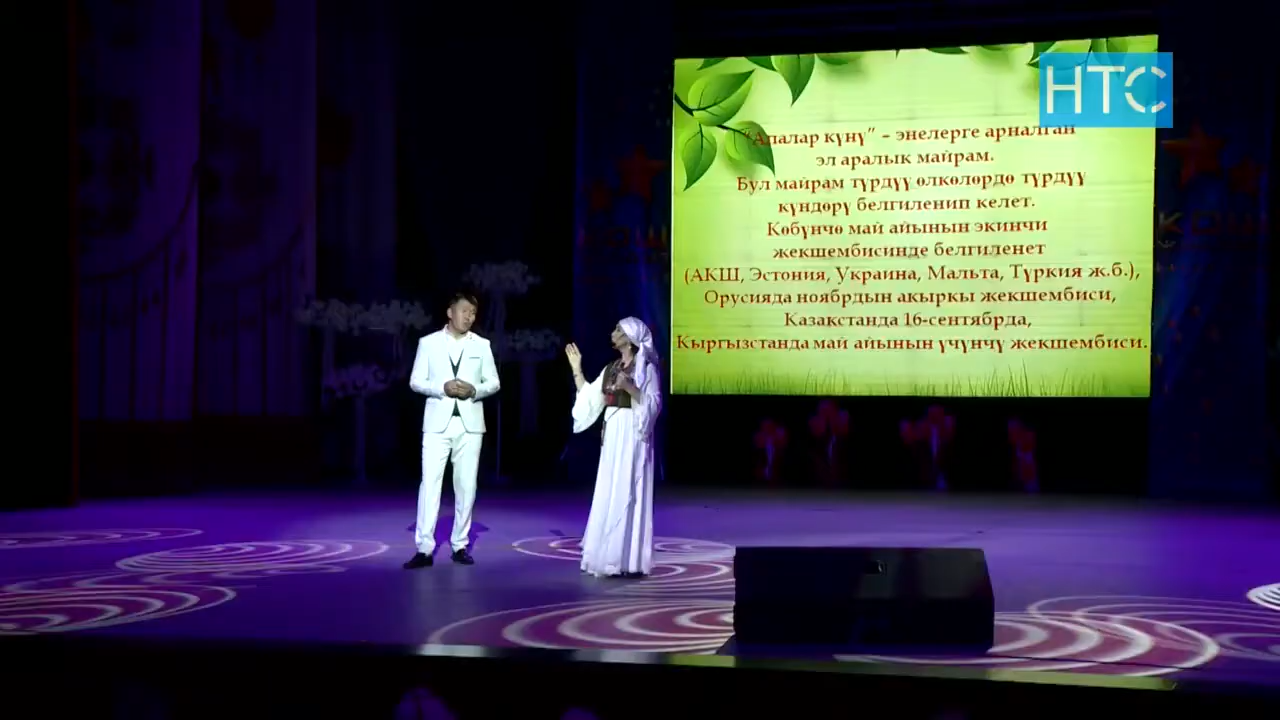 НТС
"Апалар күнү" – энелерге арналган
эл аралык майрам.
Бул майрам түрдүү өлкөлөрдө түрдүү
күндөрү белгиленип келет.
Көбүнчө май айынын экинчи
жекшембисинде белгиленет
(АКШ, Эстония, Украина, Мальта, Түркия ж.б.),
Орусияда ноябрдын акыркы жекшембиси,
Казакстанда 16-сентябрда,
Кыргызстанда май айынын үчүнчү жекшембиси.